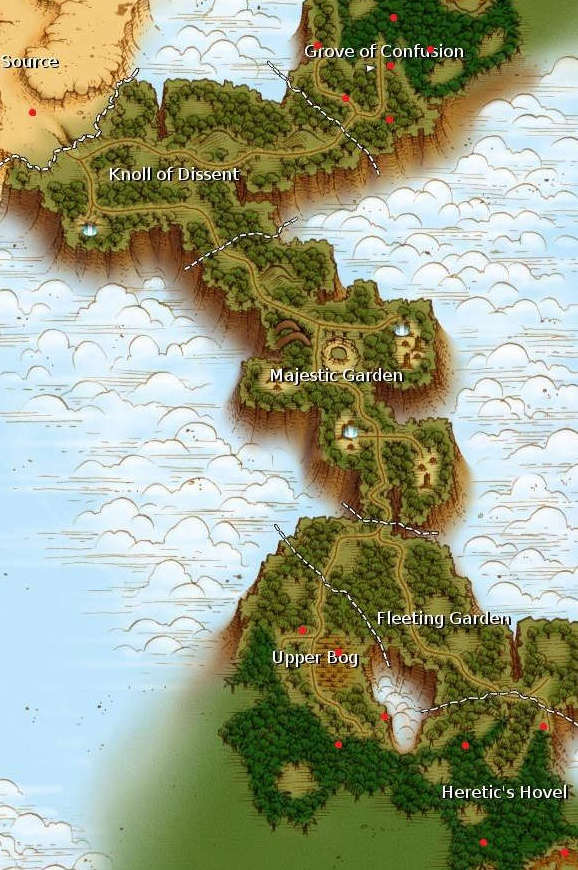 Grove of Confusion
Source
Knoll of Dissent
Majestic Garden
Fleeting Garden
Upper Bog
Heretic's Hovel